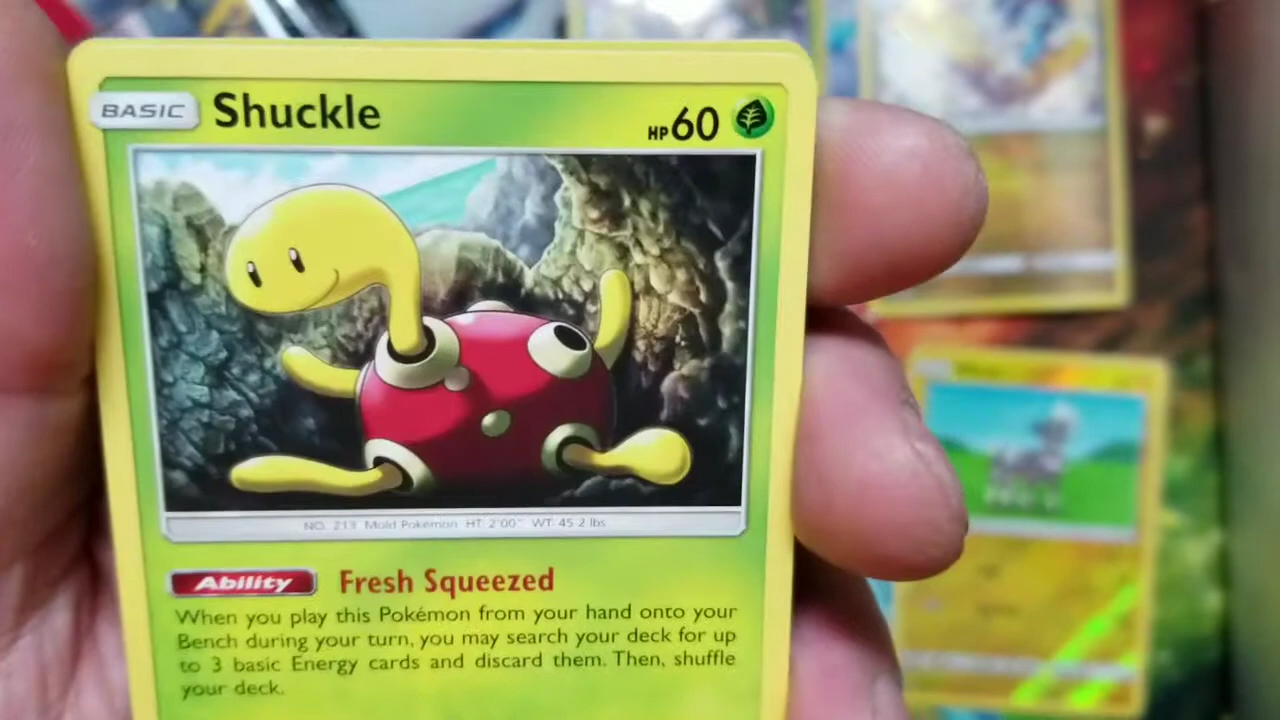 BASIC Shuckle HP 60
NO. 213 Mold Pokémon HT: 2'00" WT: 45.2 lbs
Ability Fresh Squeezed
When you play this Pokémon from your hand onto your
Bench during your turn, you may search your deck for up
to 3 basic Energy cards and discard them. Then, shuffle
your deck.